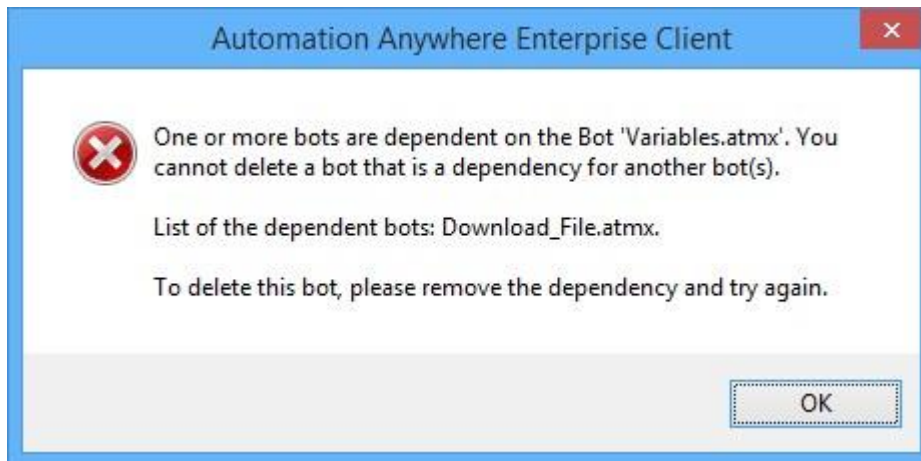 Automation Anywhere Enterprise Client
One or more bots are dependent on the Bot 'Variables.atmx'. You
cannot delete a bot that is a dependency for another bot(s).
List of the dependent bots: Download_File.atmx.
To delete this bot, please remove the dependency and try again.
OK